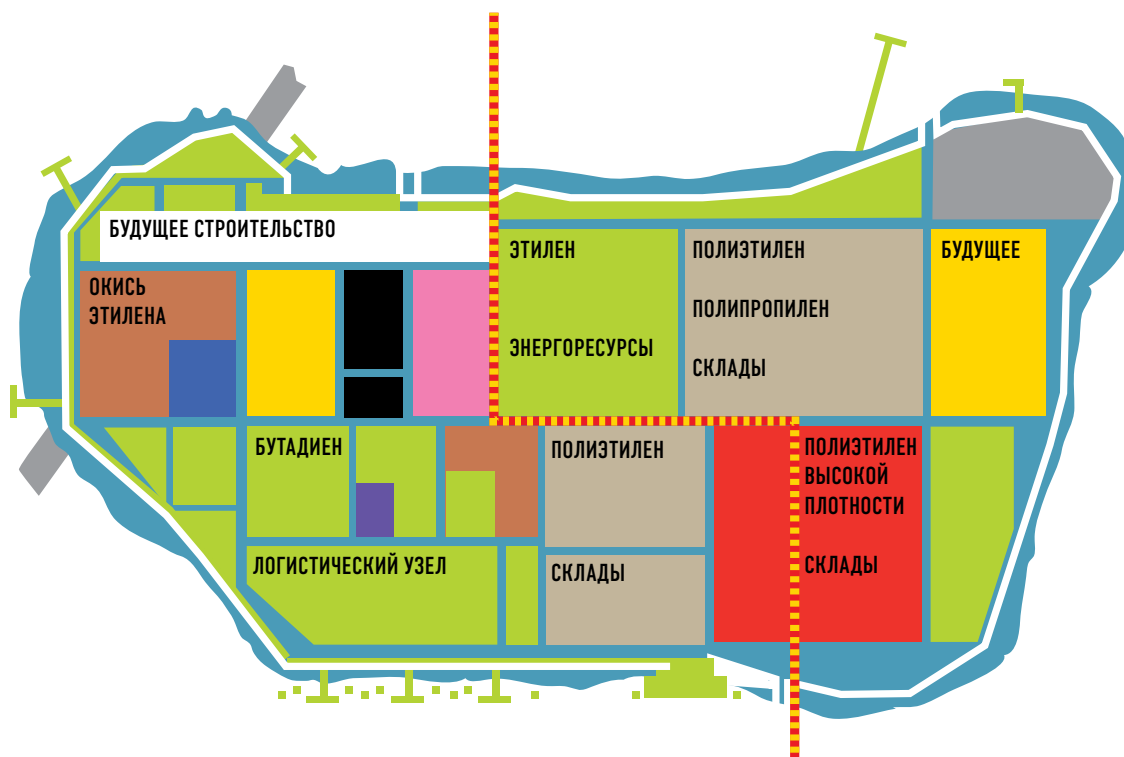 БУДУЩЕЕ СТРОИТЕЛЬСТВО
ЭТИЛЕН
ЭНЕРГОРЕСУРСЫ
ПОЛИЭТИЛЕН
ПОЛИПРОПИЛЕН
СКЛАДЫ
БУДУЩЕЕ
ОКИСЬ
ЭТИЛЕНА
БУТАДИЕН
ПОЛИЭТИЛЕН
ПОЛИЭТИЛЕН
ВЫСОКОЙ
ПЛОТНОСТИ
СКЛАДЫ
ЛОГИСТИЧЕСКИЙ УЗЕЛ
СКЛАДЫ